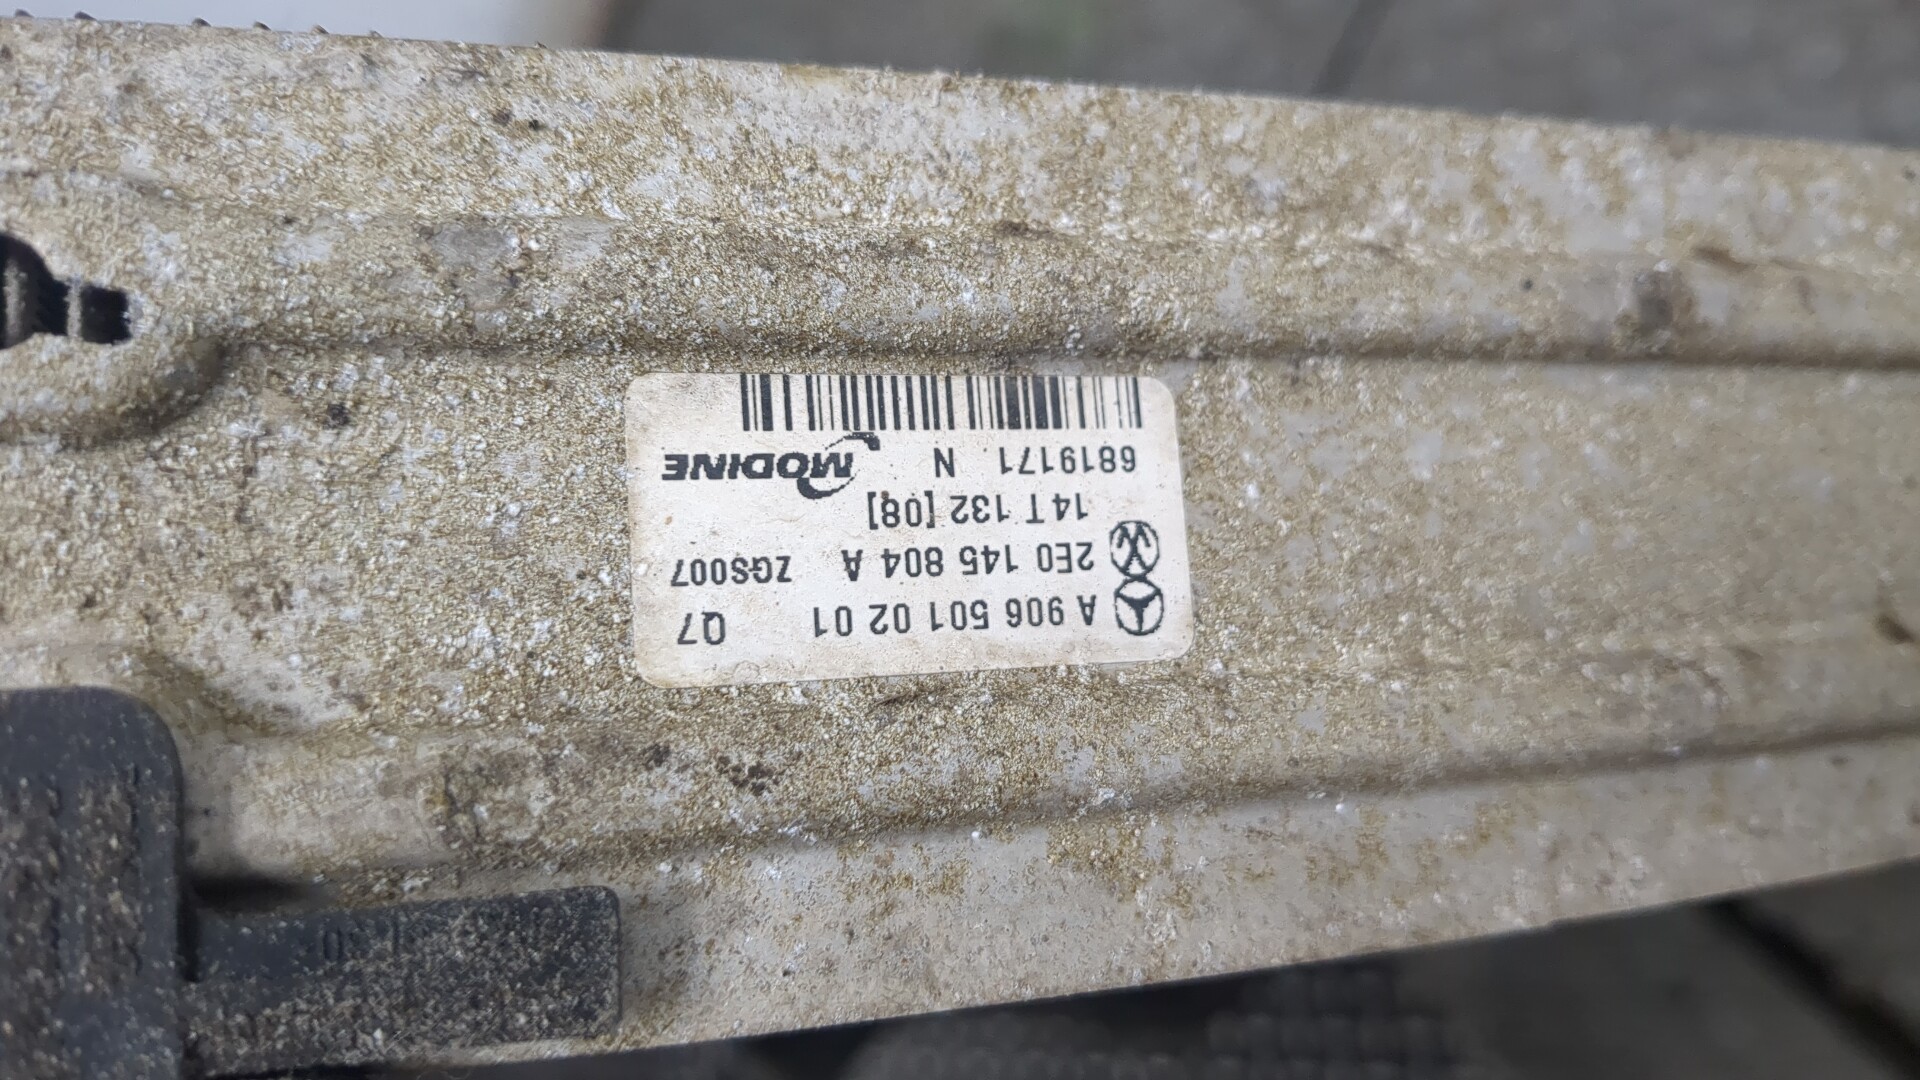 A 906 501 02 01 Q7
2E0 145 804 A ZGS007
14T 132 [08]
6819171 N MODINE